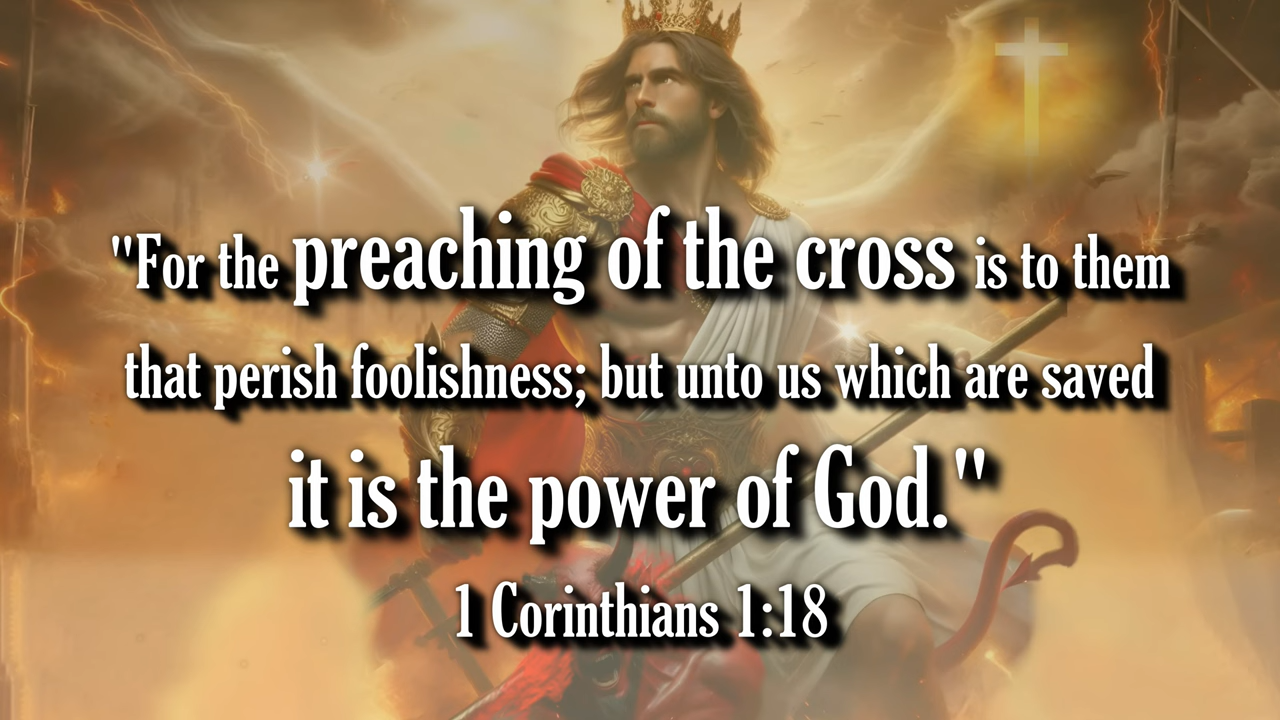 "For the preaching of the cross is to them
that perish foolishness; but unto us which are saved
it is the power of God."
1 Corinthians 1:18